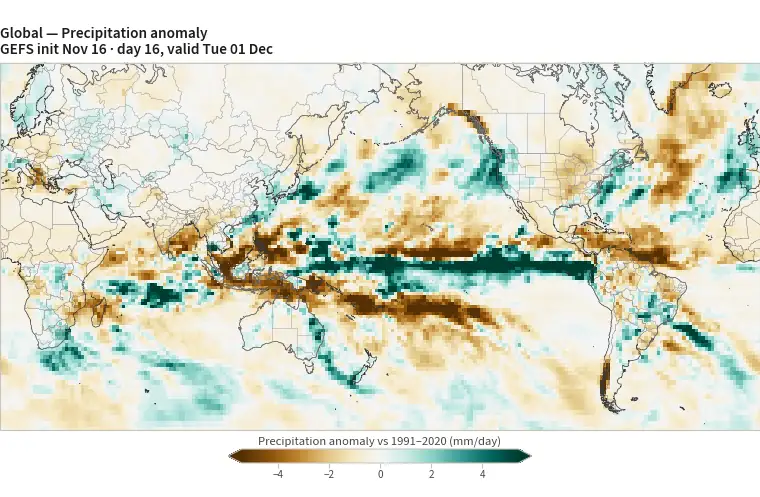 Global — Precipitation anomaly
GEFS init Nov 16 · day 16, valid Tue 01 Dec
Precipitation anomaly vs 1991–2020 (mm/day)
−4 −2 0 2 4